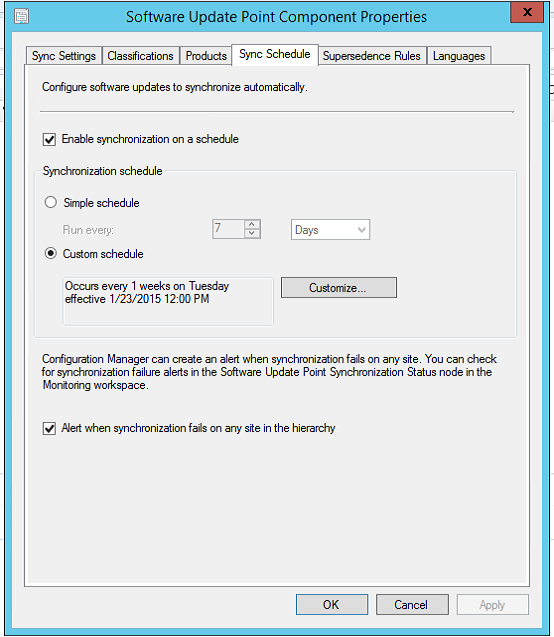 Software Update Point Component Properties
x
Sync Settings Classifications Products Sync Schedule Supersedence Rules Languages
Configure software updates to synchronize automatically.
Enable synchronization on a schedule
Synchronization schedule
Simple schedule
Run every: 7 Days
Custom schedule
Occurs every 1 weeks on Tuesday
effective 1/23/2015 12:00 PM
Customize...
Configuration Manager can create an alert when synchronization fails on any site. You can check
for synchronization failure alerts in the Software Update Point Synchronization Status node in the
Monitoring workspace.
Alert when synchronization fails on any site in the hierarchy
OK Cancel Apply